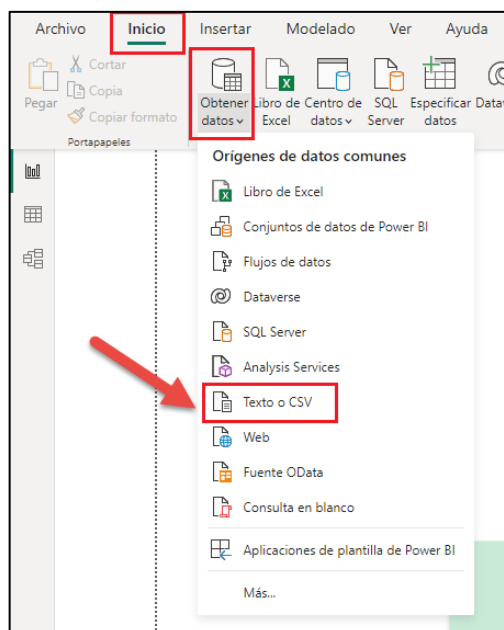 Archivo Inicio Insertar Modelado Ver Ayuda
Pegar
Cortar
Copia
Copiar formato
Portapapeles
Obtener datos
Libro de Excel
Centro de datos
SQL Server
Especificar datos
Orígenes de datos comunes
Libro de Excel
Conjuntos de datos de Power BI
Flujos de datos
Dataverse
SQL Server
Analysis Services
Texto o CSV
Web
Fuente OData
Consulta en blanco
Aplicaciones de plantilla de Power BI
Más...